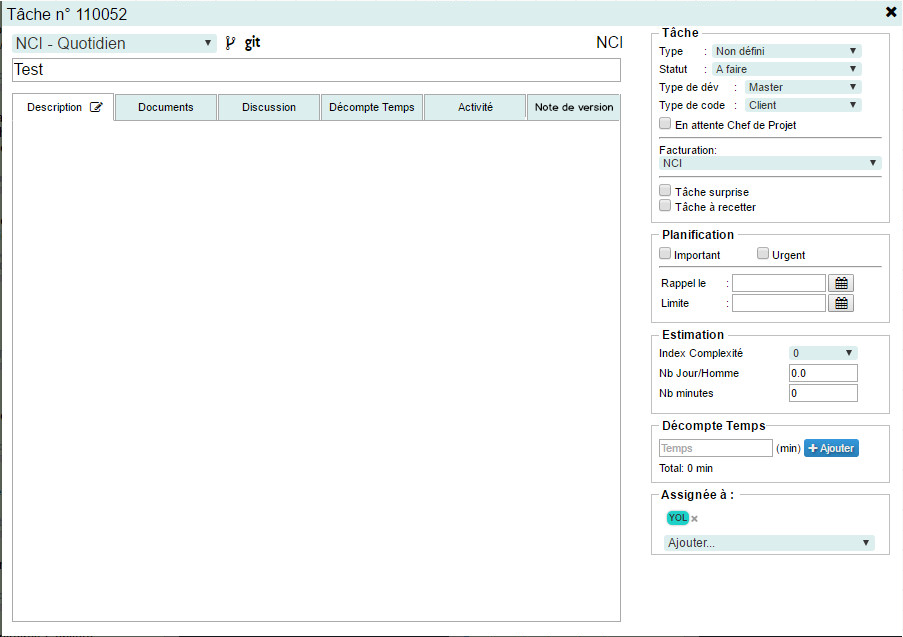 Tâche n° 110052
NCI - Quotidien git NCI
Test
Description Documents Discussion Décompte Temps Activité Note de version
Tâche
Type : Non défini
Statut : A faire
Type de dév : Master
Type de code : Client
En attente Chef de Projet
Facturation:
NCI
Tâche surprise
Tâche à recetter
Planification
Important Urgent
Rappel le :
Limite :
Estimation
Index Complexité 0
Nb Jour/Homme 0.0
Nb minutes 0
Décompte Temps
Temps (min) + Ajouter
Total: 0 min
Assignée à :
YOL x
Ajouter...